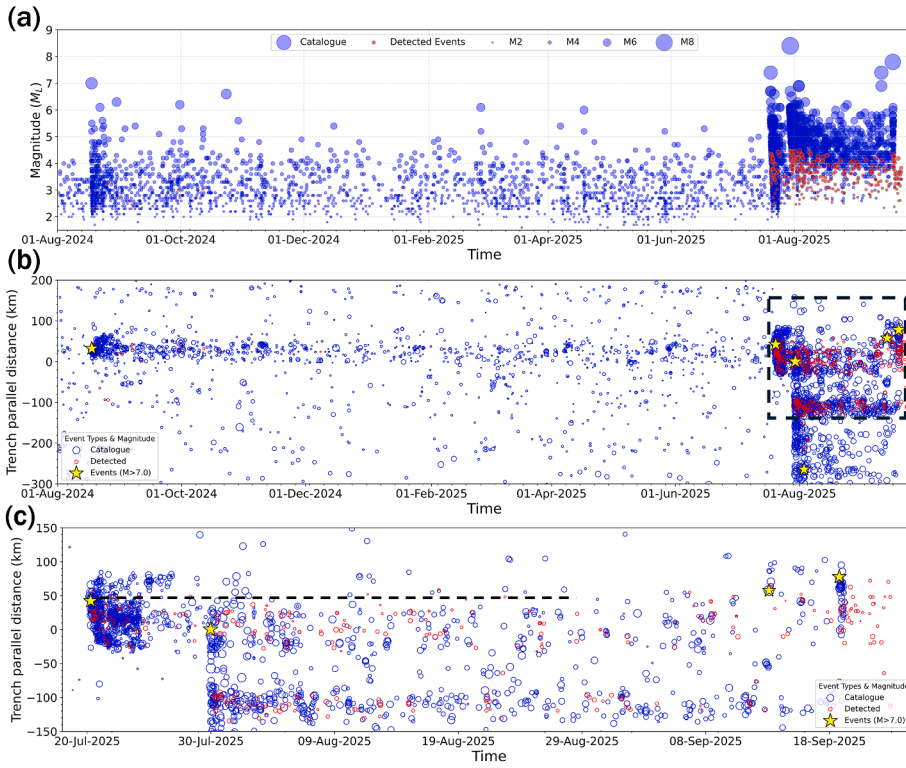 (a)
9
8
7
6
5
4
3
2
Magnitude (M_L)
Catalogue Detected Events M2 M4 M6 M8
01-Aug-2024 01-Oct-2024 01-Dec-2024 01-Feb-2025 01-Apr-2025 01-Jun-2025 01-Aug-2025
Time
(b)
200
100
0
−100
−200
−300
Trench parallel distance (km)
Event Types & Magnitude
Catalogue
Detected
Events (M>7.0)
01-Aug-2024 01-Oct-2024 01-Dec-2024 01-Feb-2025 01-Apr-2025 01-Jun-2025 01-Aug-2025
Time
(c)
150
100
50
0
−50
−100
−150
Trench parallel distance (km)
Event Types & Magnitude
Catalogue
Detected
Events (M>7.0)
20-Jul-2025 30-Jul-2025 09-Aug-2025 19-Aug-2025 29-Aug-2025 08-Sep-2025 18-Sep-2025
Time